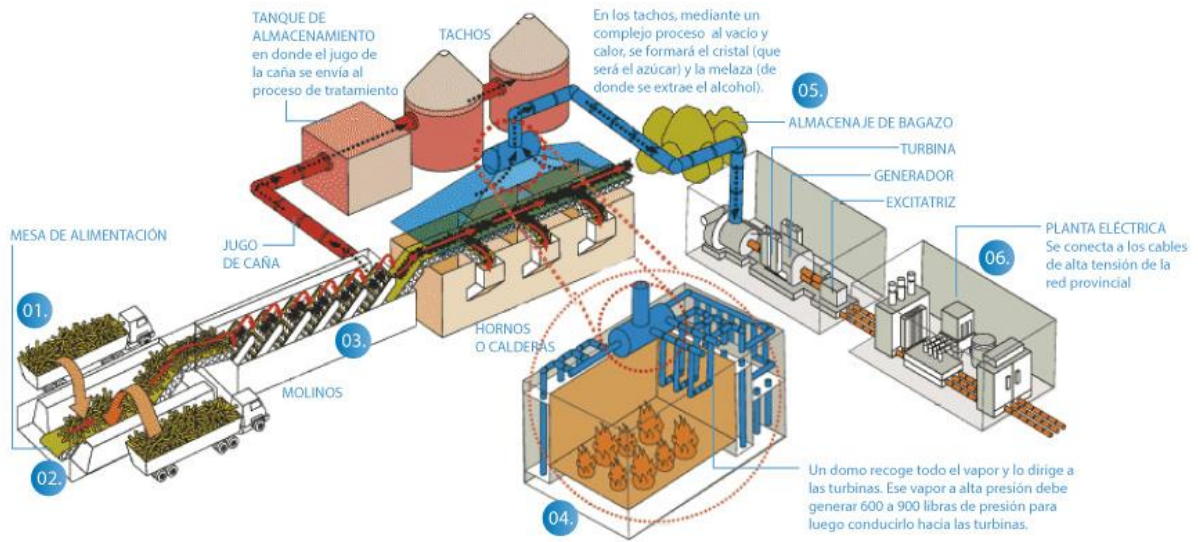 TANQUE DE
ALMACENAMIENTO
en donde el jugo de
la caña se envía al
proceso de tratamiento
TACHOS
En los tachos, mediante un
complejo proceso al vacío y
calor, se formará el cristal (que
será el azúcar) y la melaza (de
donde se extrae el alcohol).
05.
ALMACENAJE DE BAGAZO
TURBINA
GENERADOR
EXCITATRIZ
PLANTA ELÉCTRICA
Se conecta a los cables
de alta tensión de la
red provincial
06.
MESA DE ALIMENTACIÓN
JUGO
DE CAÑA
01.
03.
HORNOS
O CALDERAS
MOLINOS
02.
04.
Un domo recoge todo el vapor y lo dirige a
las turbinas. Ese vapor a alta presión debe
generar 600 a 900 libras de presión para
luego conducirlo hacia las turbinas.